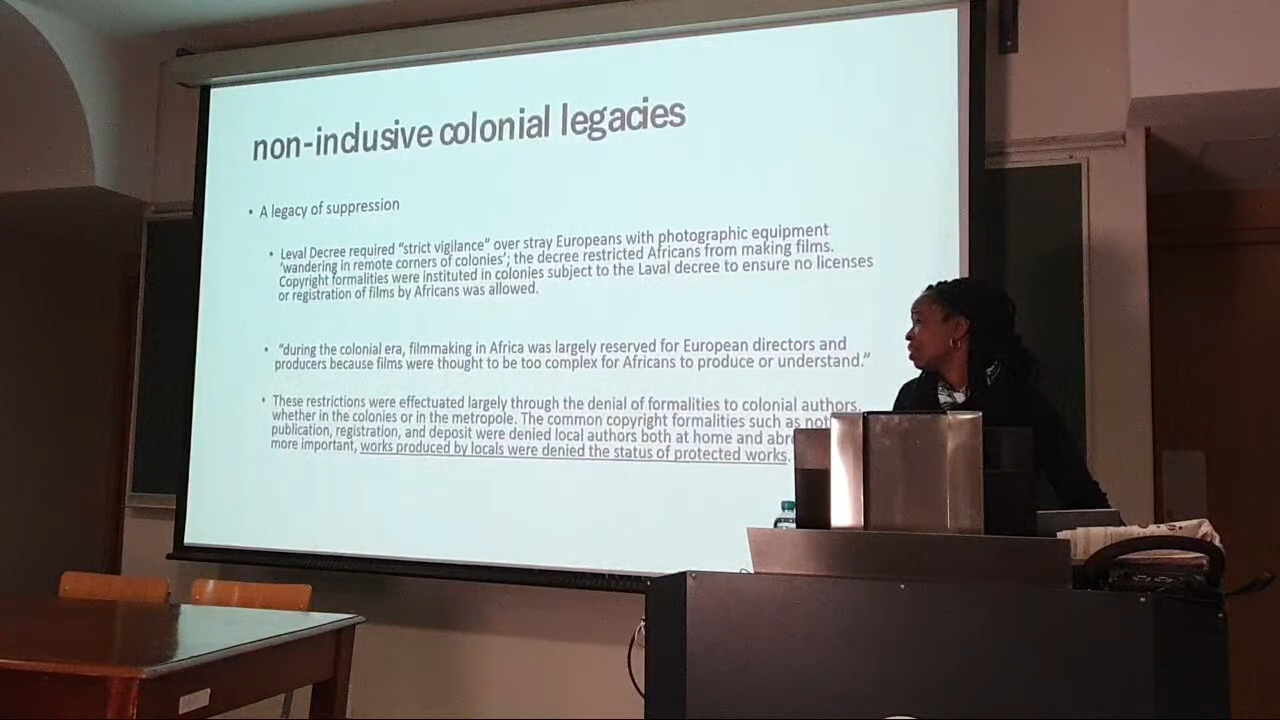 non-inclusive colonial legacies
• A legacy of suppression
• Leval Decree required “strict vigilance” over stray Europeans with photographic equipment
‘wandering in remote corners of colonies’; the decree restricted Africans from making films.
Copyright formalities were instituted in colonies subject to the Laval decree to ensure no licenses
or registration of films by Africans was allowed.
• “during the colonial era, filmmaking in Africa was largely reserved for European directors and
producers because films were thought to be too complex for Africans to produce or understand.”
• These restrictions were effectuated largely through the denial of formalities to colonial authors,
whether in the colonies or in the metropole. The common copyright formalities such as
publication, registration, and deposit were denied local authors both at home and
more important, works produced by locals were denied the status of protected works.